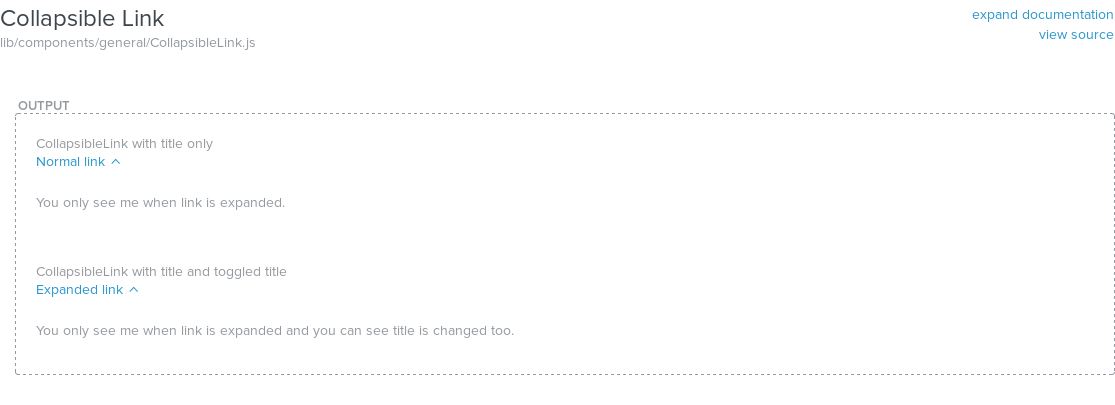 Collapsible Link
expand documentation
lib/components/general/CollapsibleLink.js
view source
OUTPUT
CollapsibleLink with title only
Normal link
You only see me when link is expanded.
CollapsibleLink with title and toggled title
Expanded link
You only see me when link is expanded and you can see title is changed too.